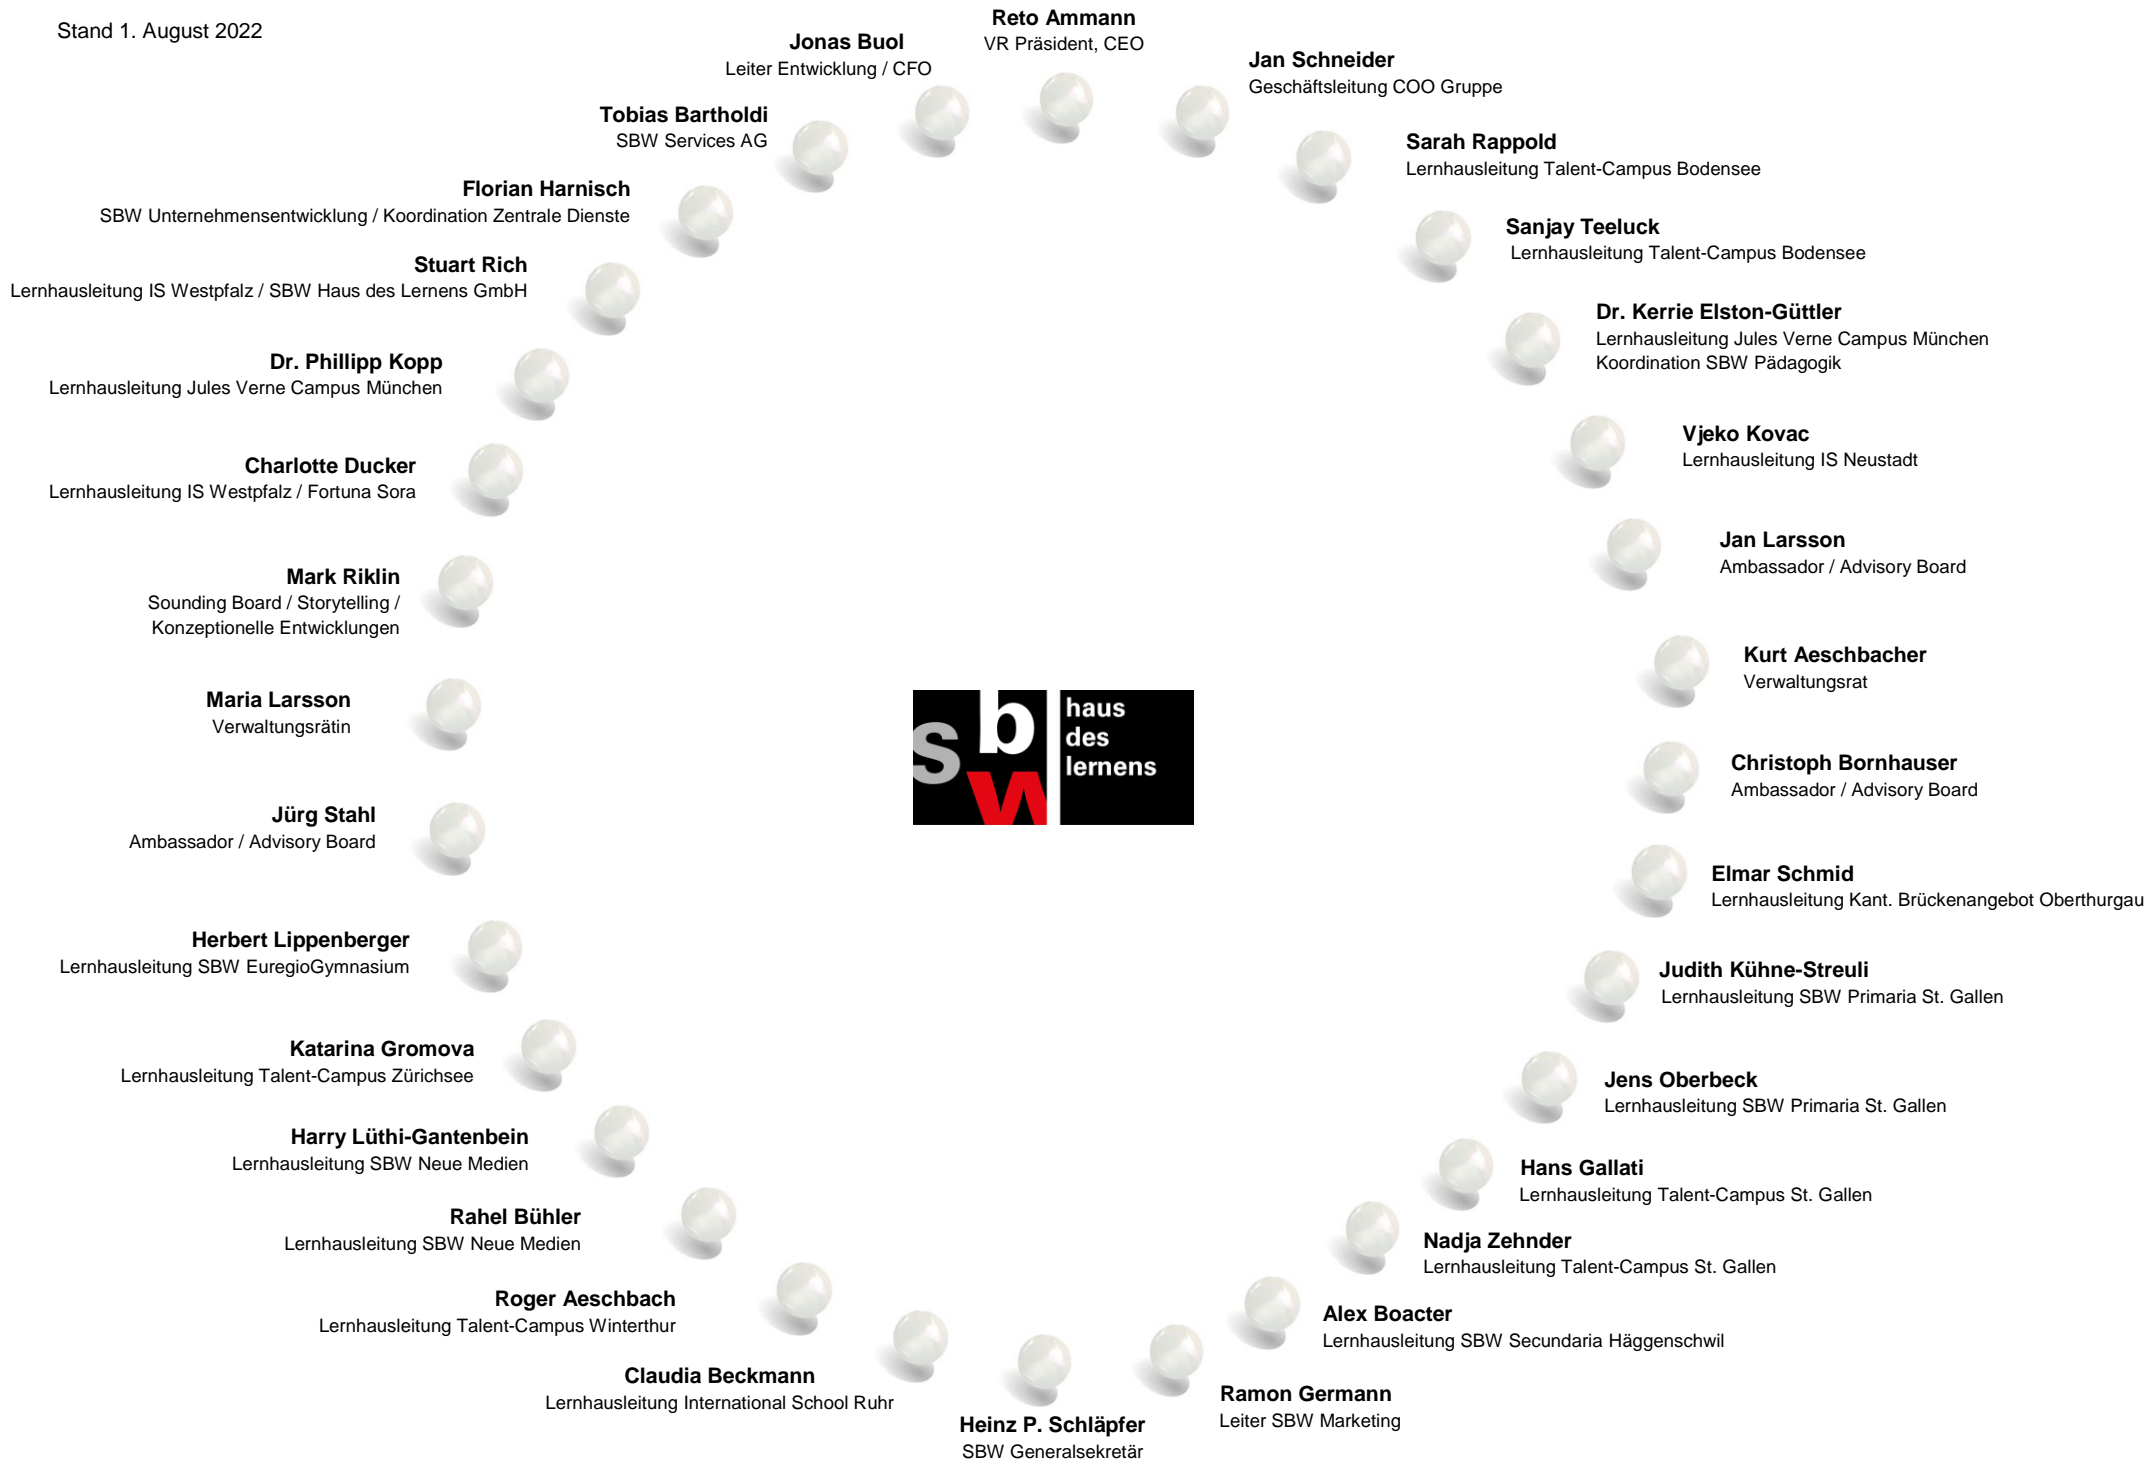 Stand 1. August 2022
Reto Ammann
VR Präsident, CEO
Jan Schneider
Geschäftsleitung COO Gruppe
Sarah Rappold
Lernhausleitung Talent-Campus Bodensee
Sanjay Teeluck
Lernhausleitung Talent-Campus Bodensee
Dr. Kerrie Elston-Güttler
Lernhausleitung Jules Verne Campus München
Koordination SBW Pädagogik
Vjeko Kovac
Lernhausleitung IS Neustadt
Jan Larsson
Ambassador / Advisory Board
Kurt Aeschbacher
Verwaltungsrat
Christoph Bornhauser
Ambassador / Advisory Board
Elmar Schmid
Lernhausleitung Kant. Brückenangebot Oberthurgau
Judith Kühne-Streuli
Lernhausleitung SBW Primaria St. Gallen
Jens Oberbeck
Lernhausleitung SBW Primaria St. Gallen
Hans Gallati
Lernhausleitung Talent-Campus St. Gallen
Nadja Zehnder
Lernhausleitung Talent-Campus St. Gallen
Alex Boacter
Lernhausleitung SBW Secundaria Häggenschwil
Ramon Germann
Leiter SBW Marketing
Heinz P. Schläpfer
SBW Generalsekretär
Claudia Beckmann
Lernhausleitung International School Ruhr
Roger Aeschbach
Lernhausleitung Talent-Campus Winterthur
Rahel Bühler
Lernhausleitung SBW Neue Medien
Harry Lüthi-Gantenbein
Lernhausleitung SBW Neue Medien
Katarina Gromova
Lernhausleitung Talent-Campus Zürichsee
Herbert Lippenberger
Lernhausleitung SBW EuregioGymnasium
Jürg Stahl
Ambassador / Advisory Board
Maria Larsson
Verwaltungsrätin
Mark Riklin
Sounding Board / Storytelling /
Konzeptionelle Entwicklungen
Charlotte Ducker
Lernhausleitung IS Westpfalz / Fortuna Sora
Dr. Phillipp Kopp
Lernhausleitung Jules Verne Campus München
Stuart Rich
Lernhausleitung IS Westpfalz / SBW Haus des Lernens GmbH
Florian Harnisch
SBW Unternehmensentwicklung / Koordination Zentrale Dienste
Tobias Bartholdi
SBW Services AG
Jonas Buol
Leiter Entwicklung / CFO
sbw
haus
des
lernens